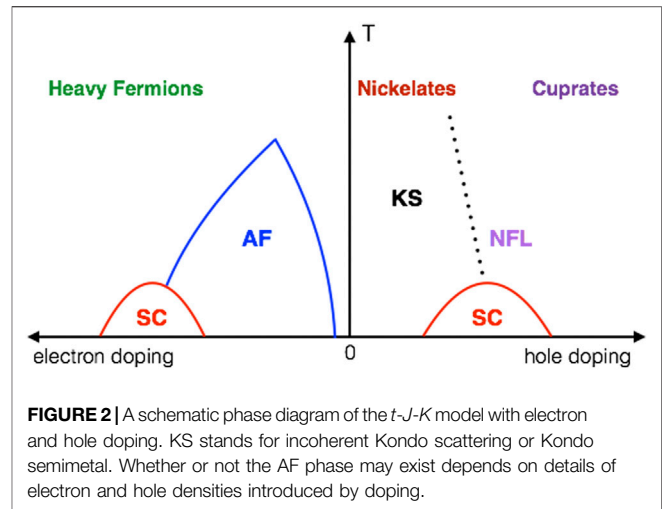 T
Heavy Fermions
Nickelates
Cuprates
KS
AF
NFL
SC
SC
electron doping
0
hole doping
FIGURE 2 | A schematic phase diagram of the t-J-K model with electron
and hole doping. KS stands for incoherent Kondo scattering or Kondo
semimetal. Whether or not the AF phase may exist depends on details of
electron and hole densities introduced by doping.